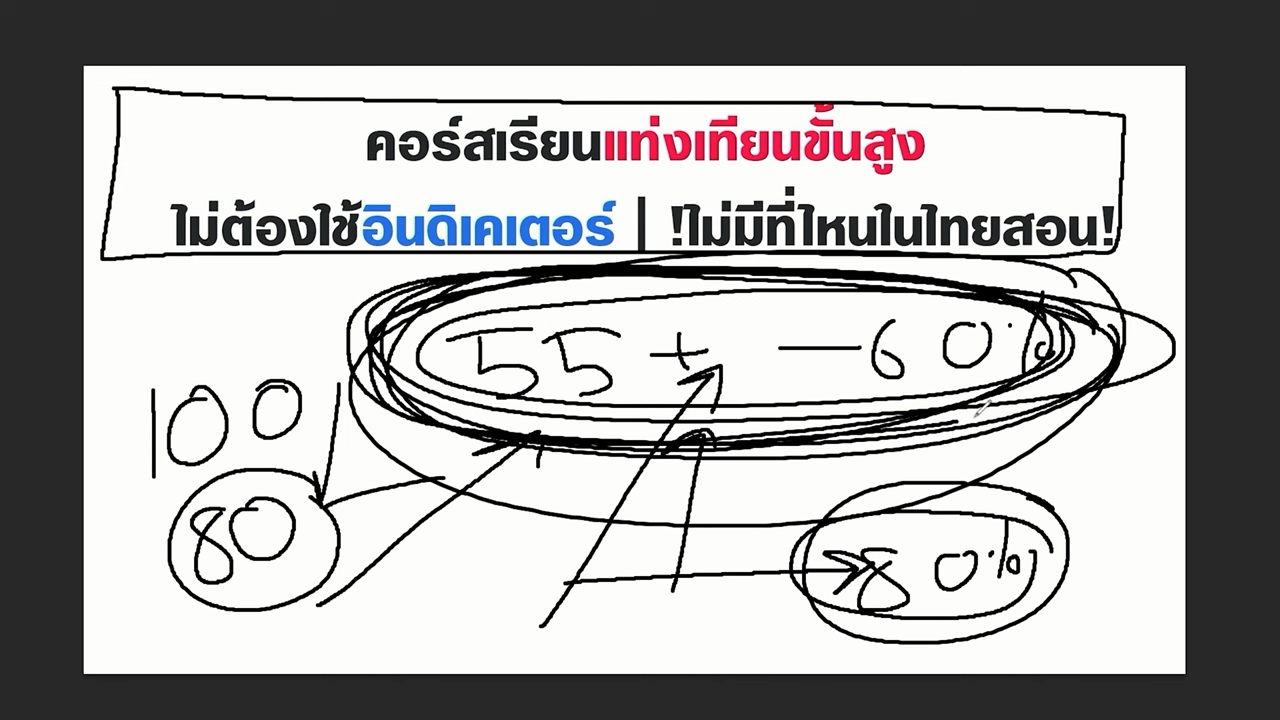 คอร์สเรียนแท่งเทียนขั้นสูง
ไม่ต้องใช้อินดิเคเตอร์ | !ไม่มีที่ไหนในไทยสอน!
55 + — 60%
100
80
80%